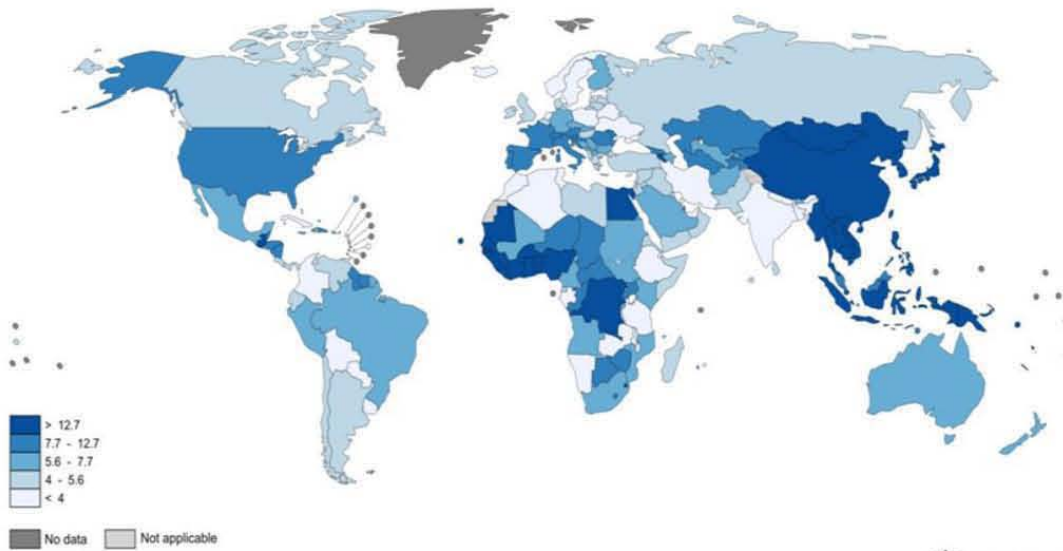 > 12.7
7.7 - 12.7
5.6 - 7.7
4 - 5.6
< 4
No data
Not applicable